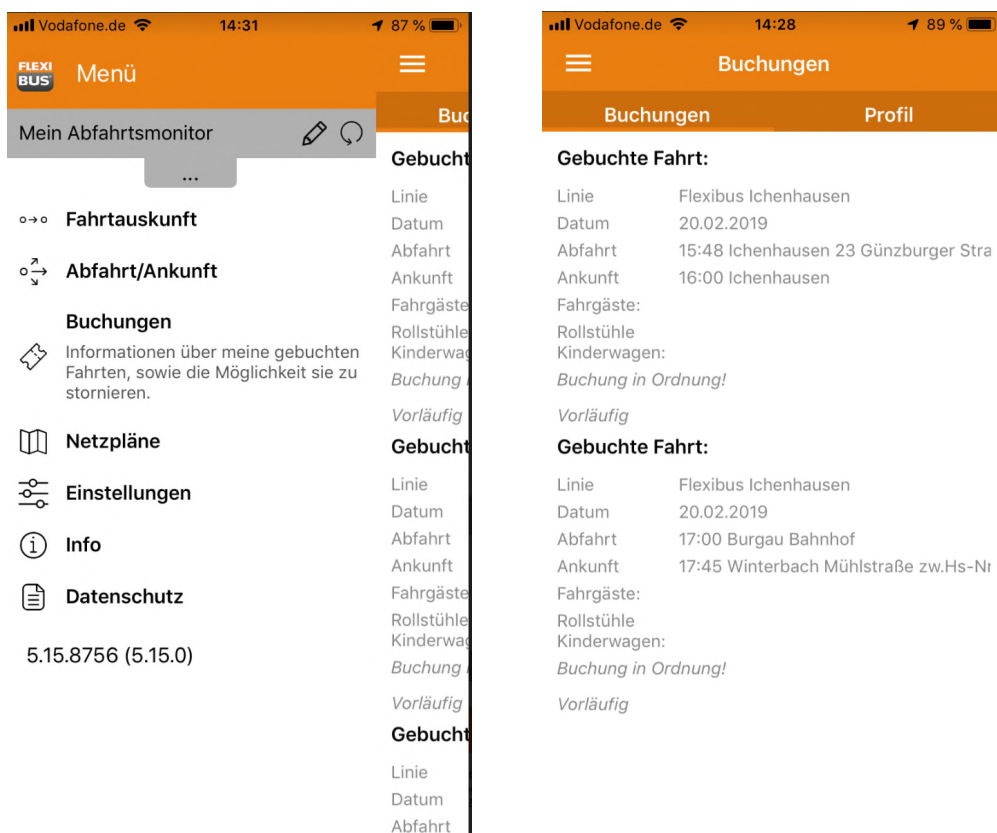 Vodafone.de 14:31 87 %
FLEXI
BUS
Menü
Mein Abfahrtsmonitor
...
Fahrtauskunft
Abfahrt/Ankunft
Buchungen
Informationen über meine gebuchten
Fahrten, sowie die Möglichkeit sie zu
stornieren.
Netzpläne
Einstellungen
Info
Datenschutz
5.15.8756 (5.15.0)
Buc
Gebucht
Linie
Datum
Abfahrt
Ankunft
Fahrgäste
Rollstühle
Kinderwag
Buchung
Vorläufig
Gebucht
Linie
Datum
Abfahrt
Ankunft
Fahrgäste
Rollstühle
Kinderwag
Buchung
Vorläufig
Gebucht
Linie
Datum
Abfahrt
Vodafone.de 14:28 89 %
Buchungen
Buchungen Profil
Gebuchte Fahrt:
Linie Flexibus Ichenhausen
Datum 20.02.2019
Abfahrt 15:48 Ichenhausen 23 Günzburger Stra
Ankunft 16:00 Ichenhausen
Fahrgäste:
Rollstühle
Kinderwagen:
Buchung in Ordnung!
Vorläufig
Gebuchte Fahrt:
Linie Flexibus Ichenhausen
Datum 20.02.2019
Abfahrt 17:00 Burgau Bahnhof
Ankunft 17:45 Winterbach Mühlstraße zw.Hs-Nr
Fahrgäste:
Rollstühle
Kinderwagen:
Buchung in Ordnung!
Vorläufig